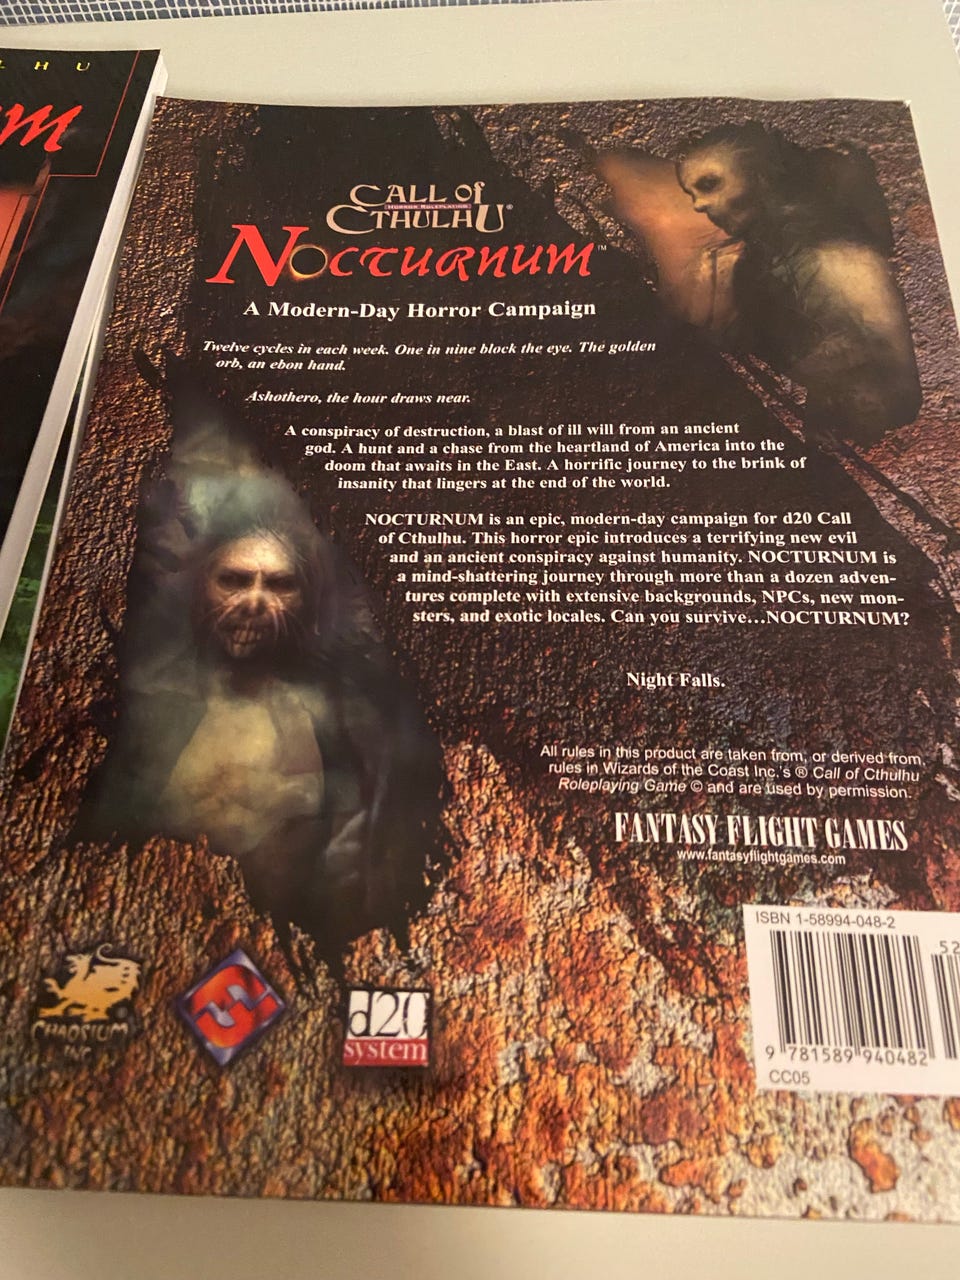 L H U
m
CALL of
HORROR ROLEPLAYING
CTHULHU®
NOCTURNUM™
A Modern-Day Horror Campaign
Twelve cycles in each week. One in nine block the eye. The golden
orb, an ebon hand.
Ashothero, the hour draws near.
A conspiracy of destruction, a blast of ill will from an ancient
god. A hunt and a chase from the heartland of America into the
doom that awaits in the East. A horrific journey to the brink of
insanity that lingers at the end of the world.
NOCTURNUM is an epic, modern-day campaign for d20 Call
of Cthulhu. This horror epic introduces a terrifying new evil
and an ancient conspiracy against humanity. NOCTURNUM is
a mind-shattering journey through more than a dozen adven-
tures complete with extensive backgrounds, NPCs, new mon-
sters, and exotic locales. Can you survive...NOCTURNUM?
Night Falls.
All rules in this product are taken from, or derived from,
rules in Wizards of the Coast Inc.'s ® Call of Cthulhu
Roleplaying Game © and are used by permission.
FANTASY FLIGHT GAMES
www.fantasyflightgames.com
ISBN 1-58994-048-2
52
9 781589 940482
CC05
CHAOSIUM
INC
d20
system